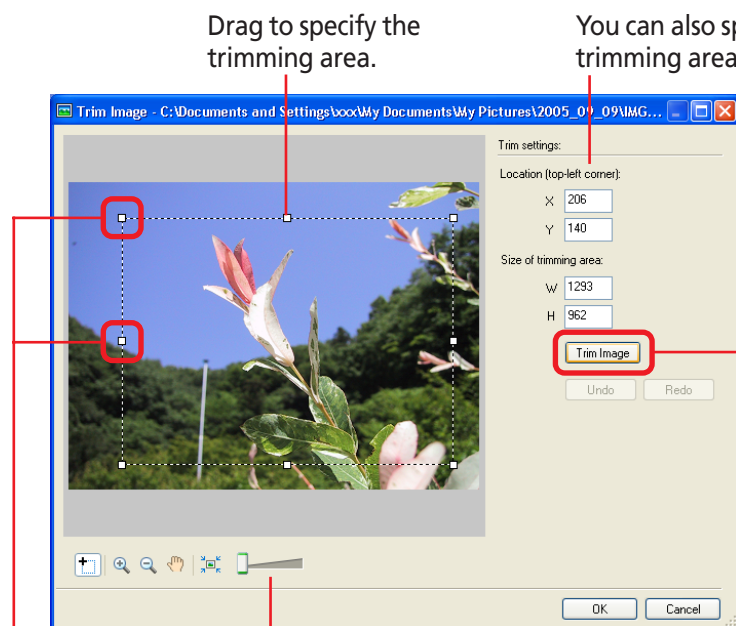 Drag to specify the
trimming area.
You can also
trimming area
Trim Image - C:\Documents and Settings\xxx\My Documents\My Pictures\2005_09_09\IMG...
Trim settings:
Location (top-left corner):
X 206
Y 140
Size of trimming area:
W 1293
H 962
Trim Image
Undo Redo
OK Cancel